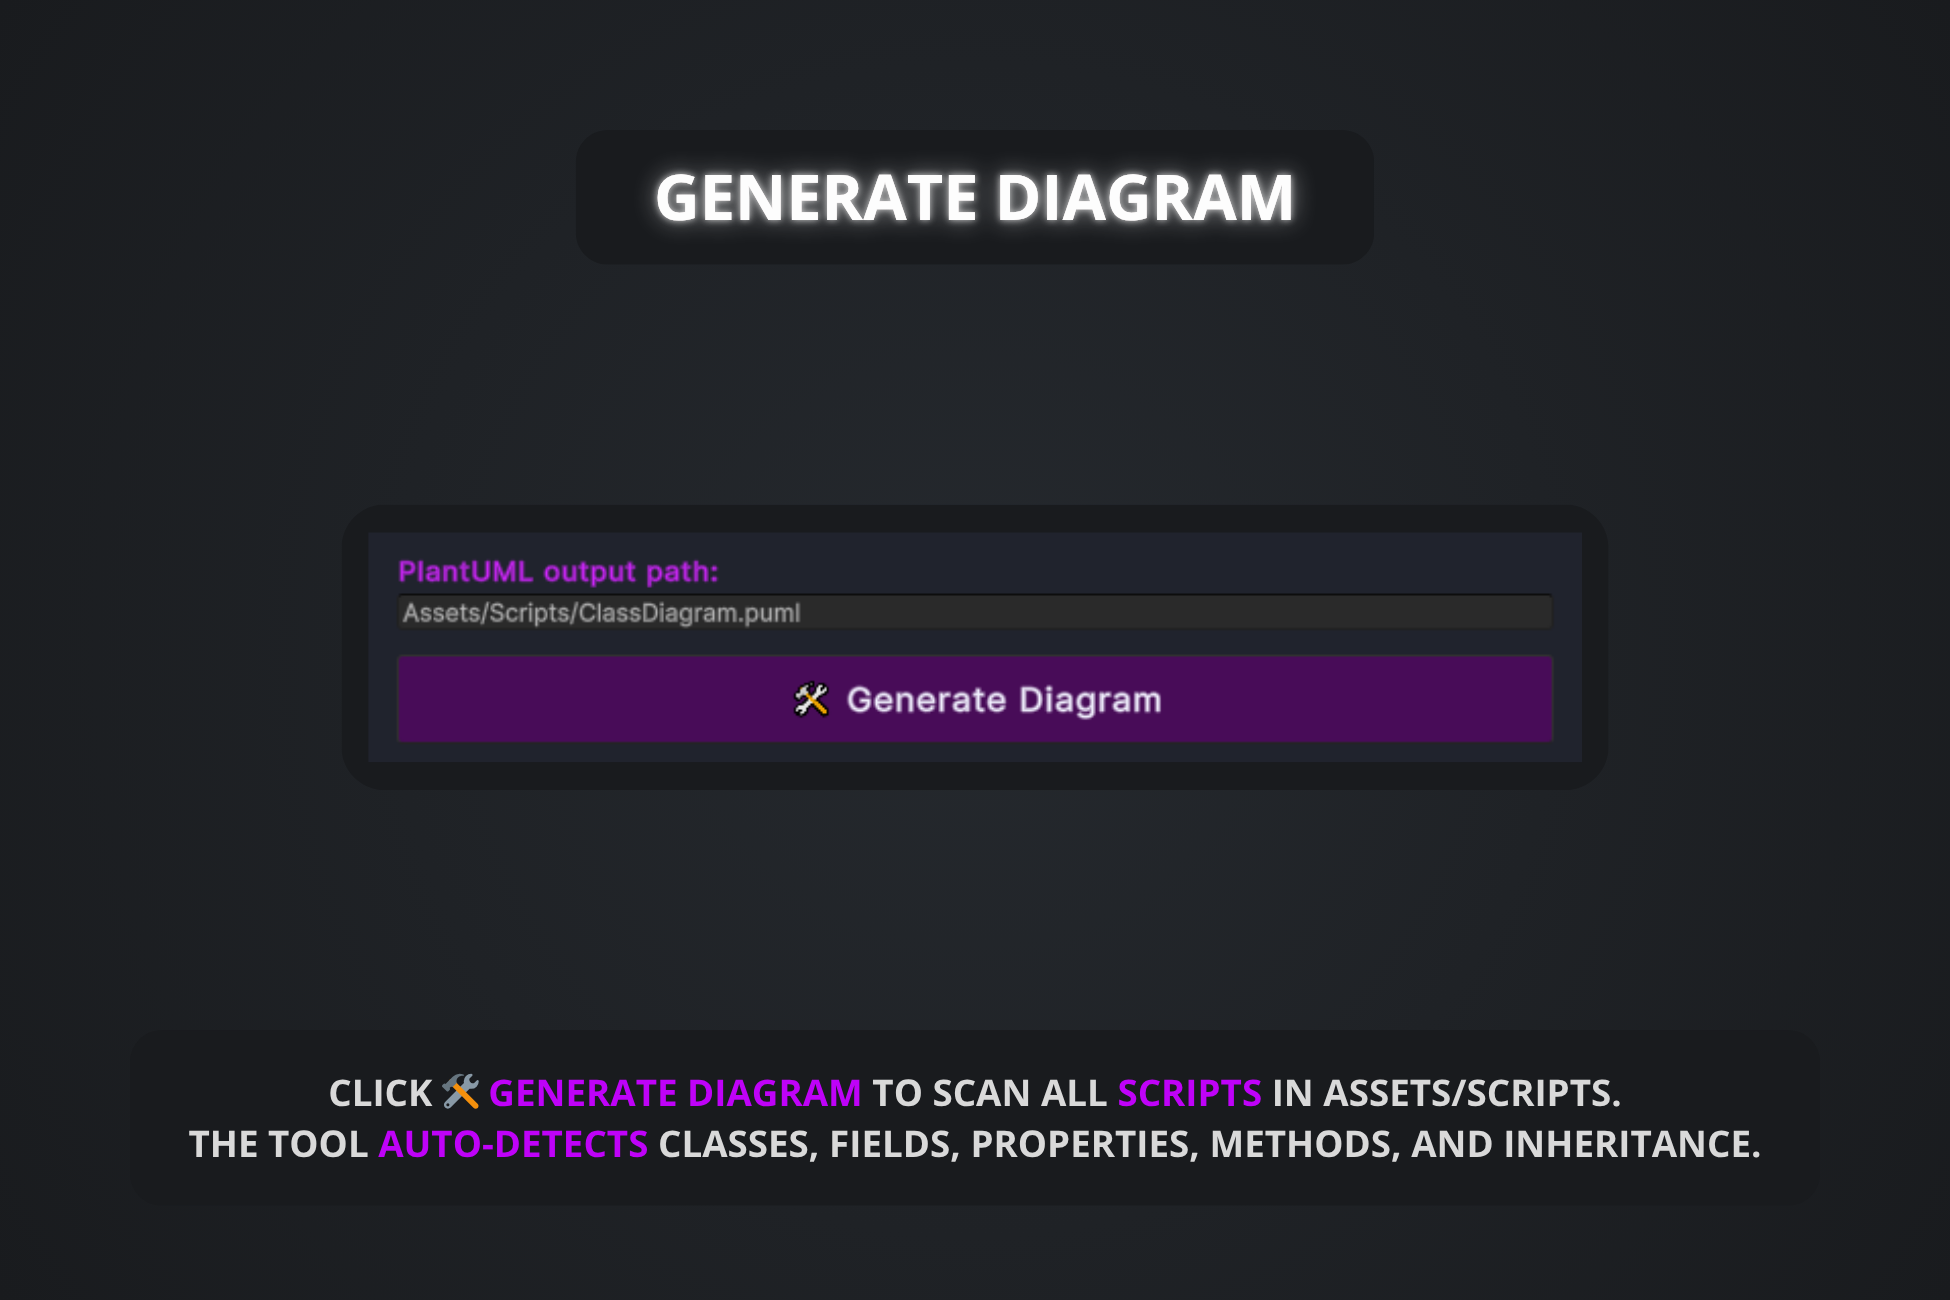 GENERATE DIAGRAM
PlantUML output path:
Assets/Scripts/ClassDiagram.puml
🛠 Generate Diagram
CLICK 🛠 GENERATE DIAGRAM TO SCAN ALL SCRIPTS IN ASSETS/SCRIPTS.
THE TOOL AUTO-DETECTS CLASSES, FIELDS, PROPERTIES, METHODS, AND INHERITANCE.